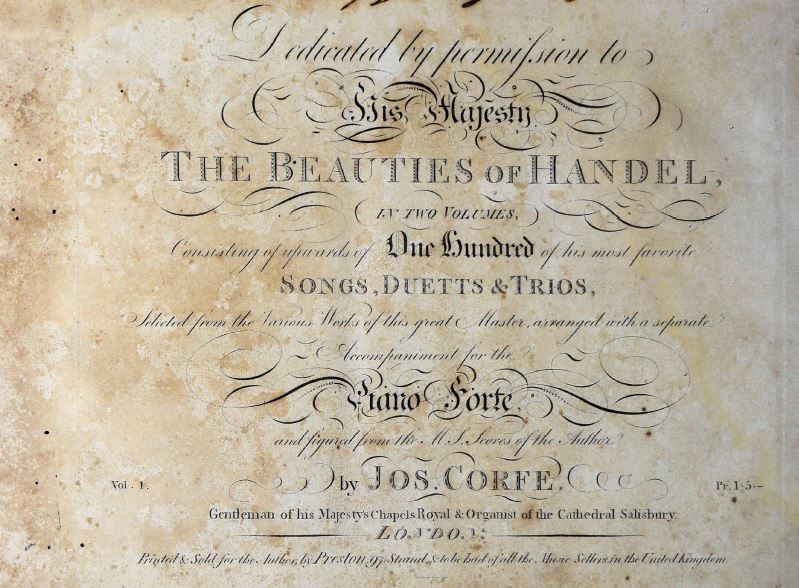 Dedicated by permiſsion to
His Majesty
THE BEAUTIES OF HANDEL,
IN TWO VOLUMES,
Consisting of upwards of One Hundred of his most favorite
SONGS, DUETTS & TRIOS,
Selected from the Various Works of this great Master, arranged with a separate
Accompaniment for the
Piano Forte,
and figured from the M.S. Scores of the Author
by JOS. CORFE.
Vol. 1. Pr. 1.5.-
Gentleman of his Majesty's Chapels Royal & Organist of the Cathedral Salisbury.
LONDON:
Printed & Sold, for the Author, by Preston, 97, Strand, & to be had of all the Music Sellers in the United Kingdom